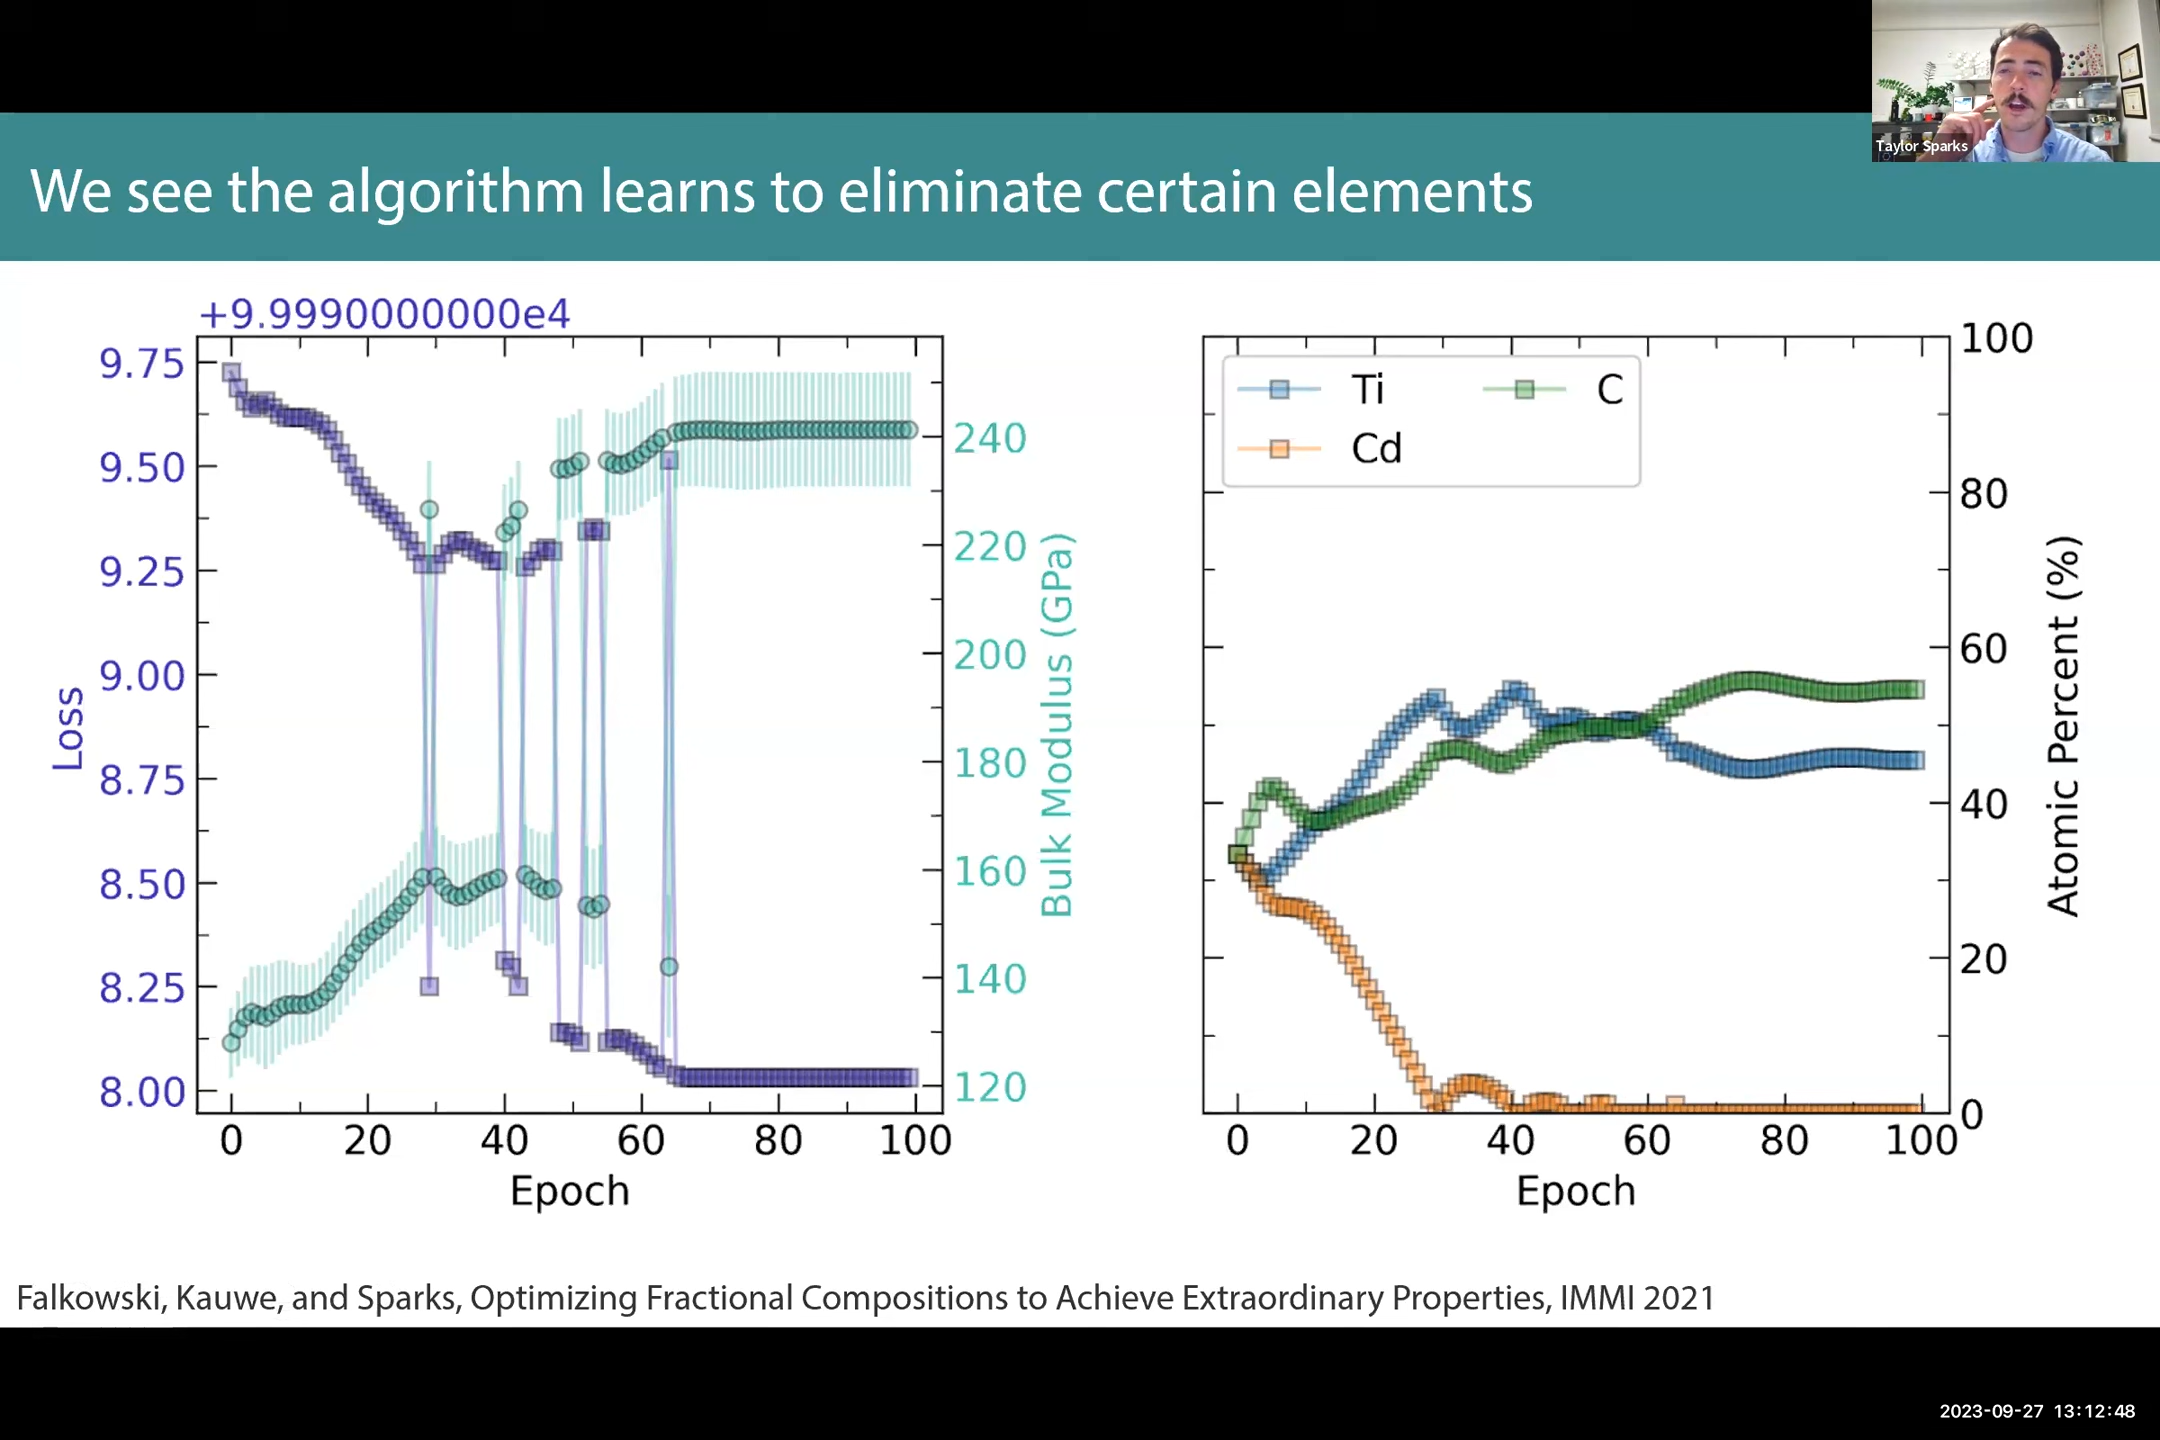 Taylor Sparks
We see the algorithm learns to eliminate certain elements
+9.9990000000e4
9.75
9.50
9.25
9.00
8.75
8.50
8.25
8.00
Loss
240
220
200
180
160
140
120
Bulk Modulus (GPa)
0 20 40 60 80 100
Epoch
Ti C
Cd
100
80
60
40
20
0
Atomic Percent (%)
0 20 40 60 80 100
Epoch
Falkowski, Kauwe, and Sparks, Optimizing Fractional Compositions to Achieve Extraordinary Properties, IMMI 2021
2023-09-27 13:12:48